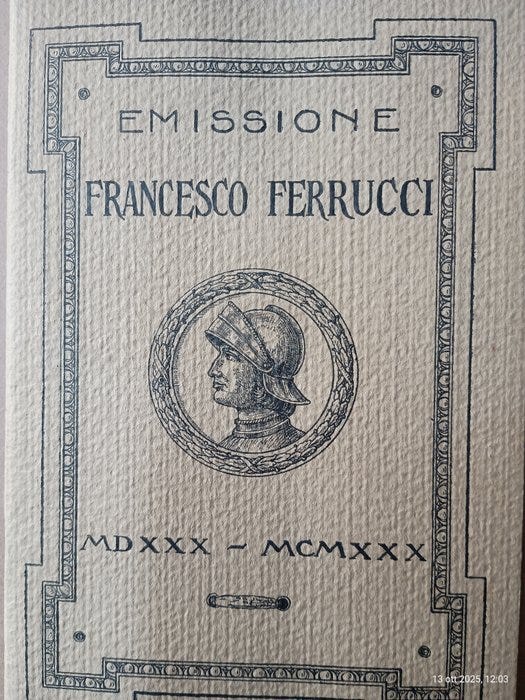 EMISSIONE
FRANCESCO FERRUCCI
MDXXX - MCMXXX
13 ott 2025, 12:03